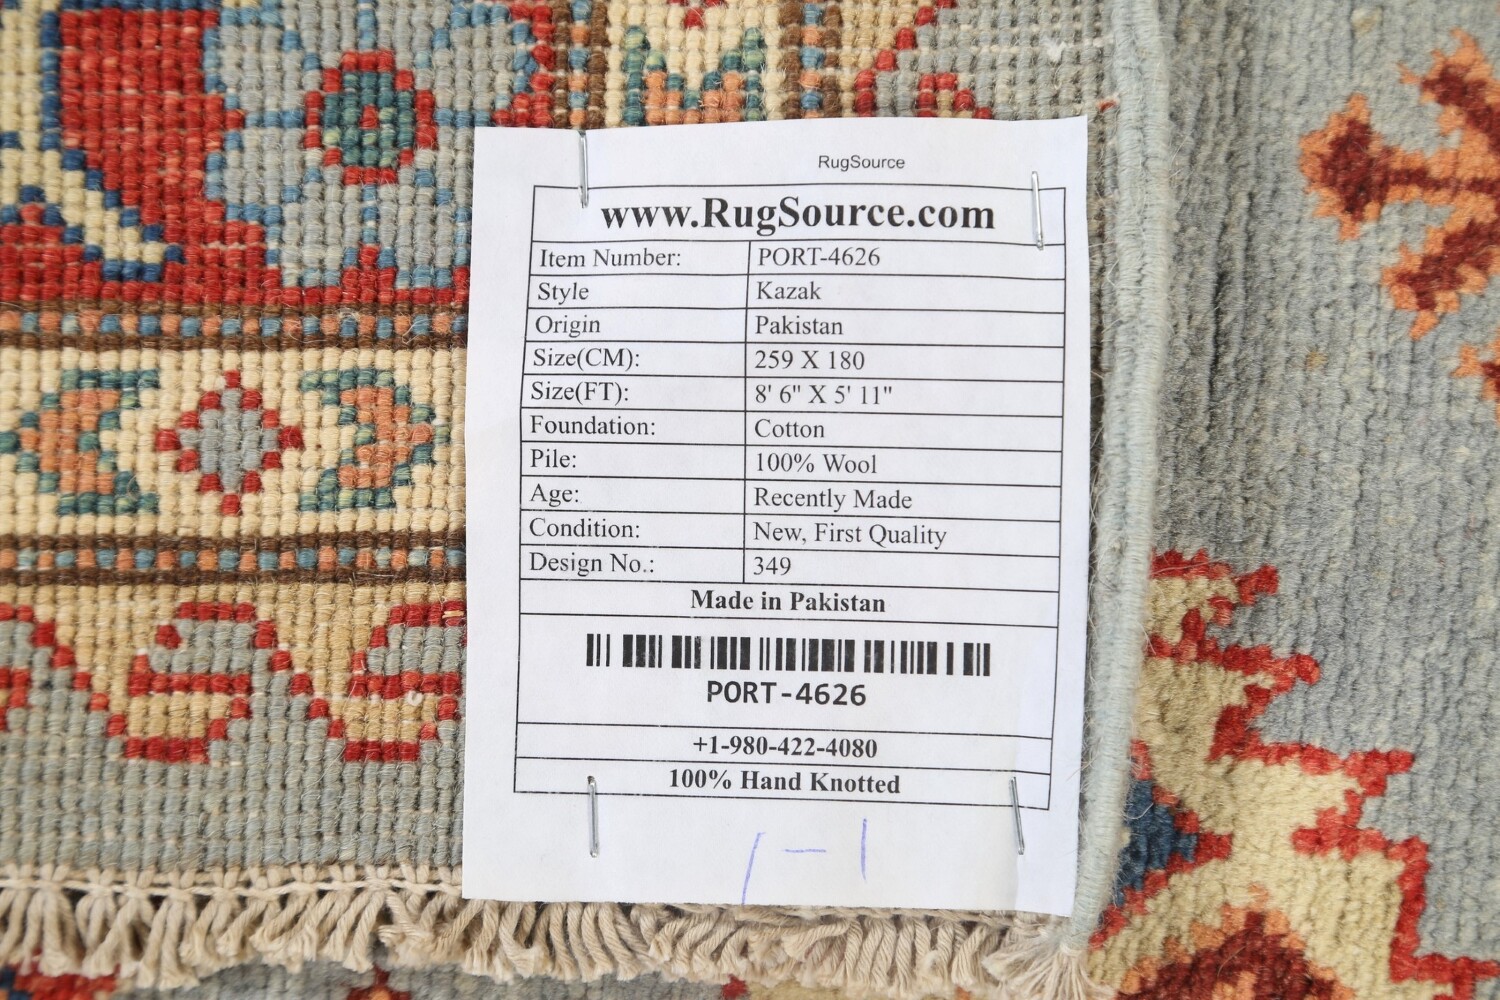 RugSource
www.RugSource.com
Item Number: PORT-4626
Style Kazak
Origin Pakistan
Size(CM): 259 X 180
Size(FT): 8' 6" X 5' 11"
Foundation: Cotton
Pile: 100% Wool
Age: Recently Made
Condition: New, First Quality
Design No.: 349
Made in Pakistan
PORT-4626
+1-980-422-4080
100% Hand Knotted
1-1